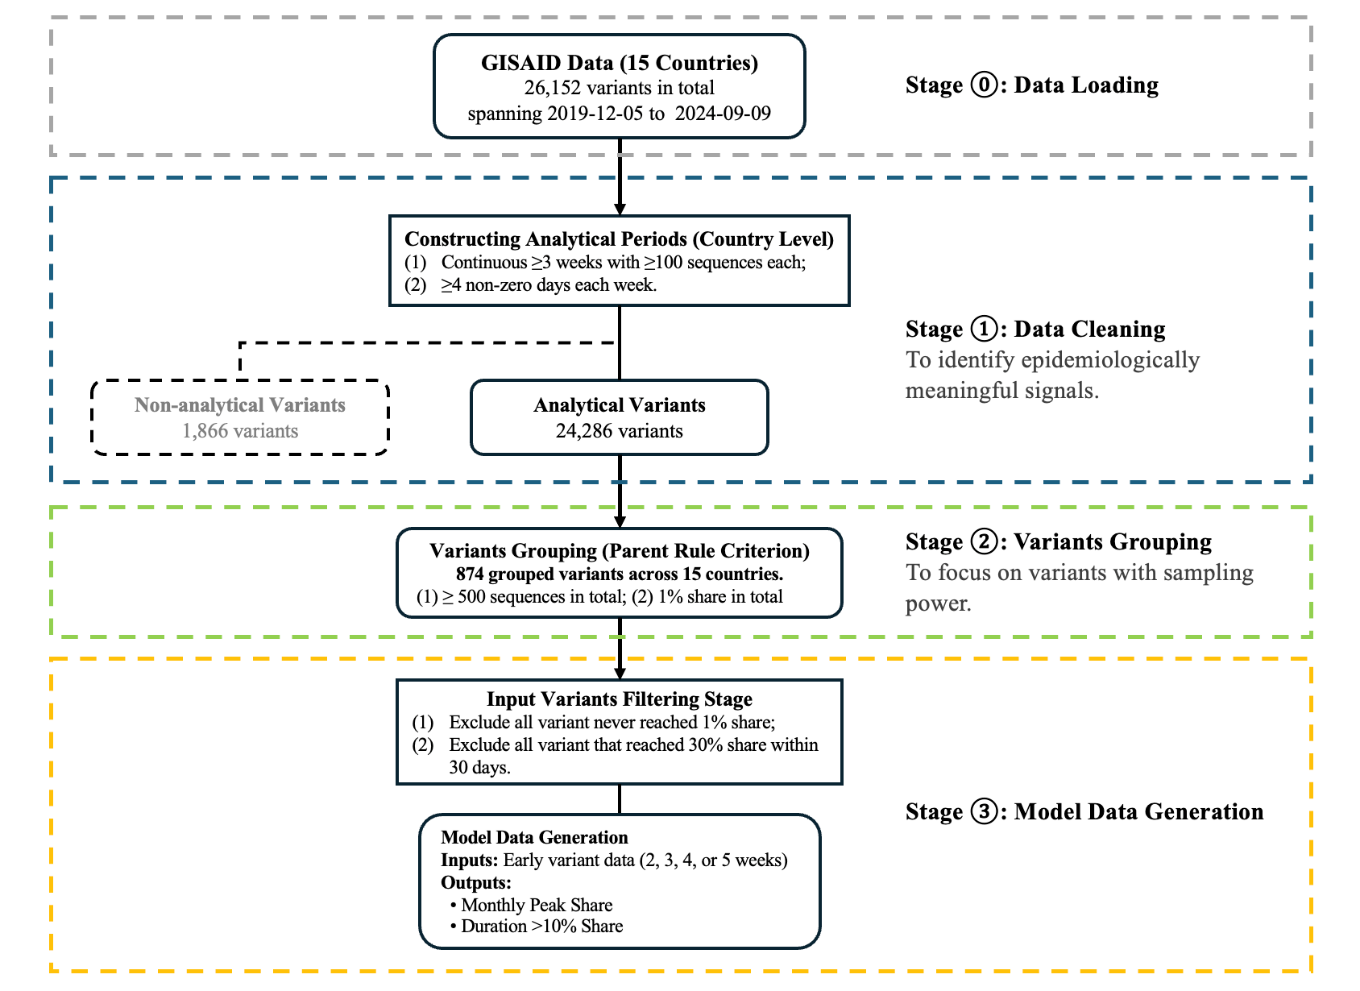 GISAID Data (15 Countries)
26,152 variants in total
spanning 2019-12-05 to 2024-09-09
Stage ⓪: Data Loading
Constructing Analytical Periods (Country Level)
(1) Continuous ≥3 weeks with ≥100 sequences each;
(2) ≥4 non-zero days each week.
Stage ①: Data Cleaning
To identify epidemiologically
meaningful signals.
Non-analytical Variants
1,866 variants
Analytical Variants
24,286 variants
Variants Grouping (Parent Rule Criterion)
874 grouped variants across 15 countries.
(1) ≥ 500 sequences in total; (2) 1% share in total
Stage ②: Variants Grouping
To focus on variants with sampling
power.
Input Variants Filtering Stage
(1) Exclude all variant never reached 1% share;
(2) Exclude all variant that reached 30% share within
30 days.
Stage ③: Model Data Generation
Model Data Generation
Inputs: Early variant data (2, 3, 4, or 5 weeks)
Outputs:
• Monthly Peak Share
• Duration >10% Share